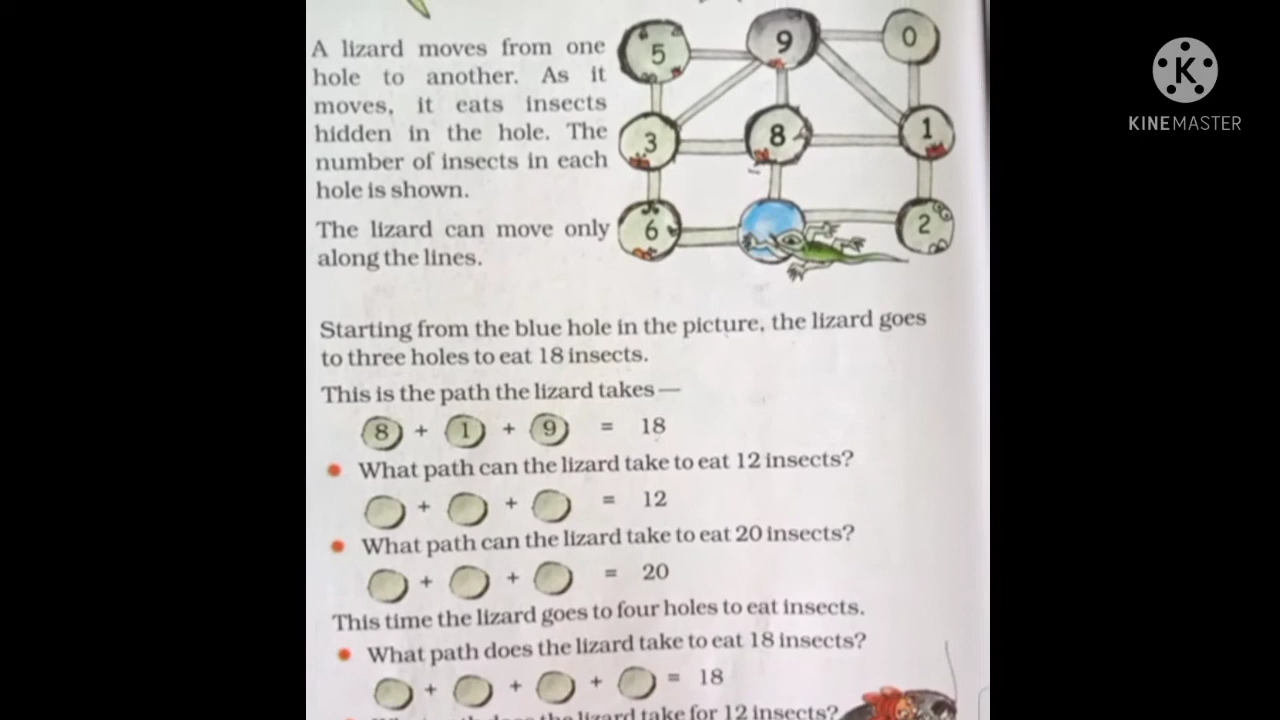 A lizard moves from one
hole to another. As it
moves, it eats insects
hidden in the hole. The
number of insects in each
hole is shown.
The lizard can move only
along the lines.
5 9 0
3 8 1
6 2
K
KINEMASTER
Starting from the blue hole in the picture, the lizard goes
to three holes to eat 18 insects.
This is the path the lizard takes —
8 + 1 + 9 = 18
• What path can the lizard take to eat 12 insects?
+ + = 12
• What path can the lizard take to eat 20 insects?
+ + = 20
This time the lizard goes to four holes to eat insects.
• What path does the lizard take to eat 18 insects?
+ + + = 18
the lizard take for 12 insects?